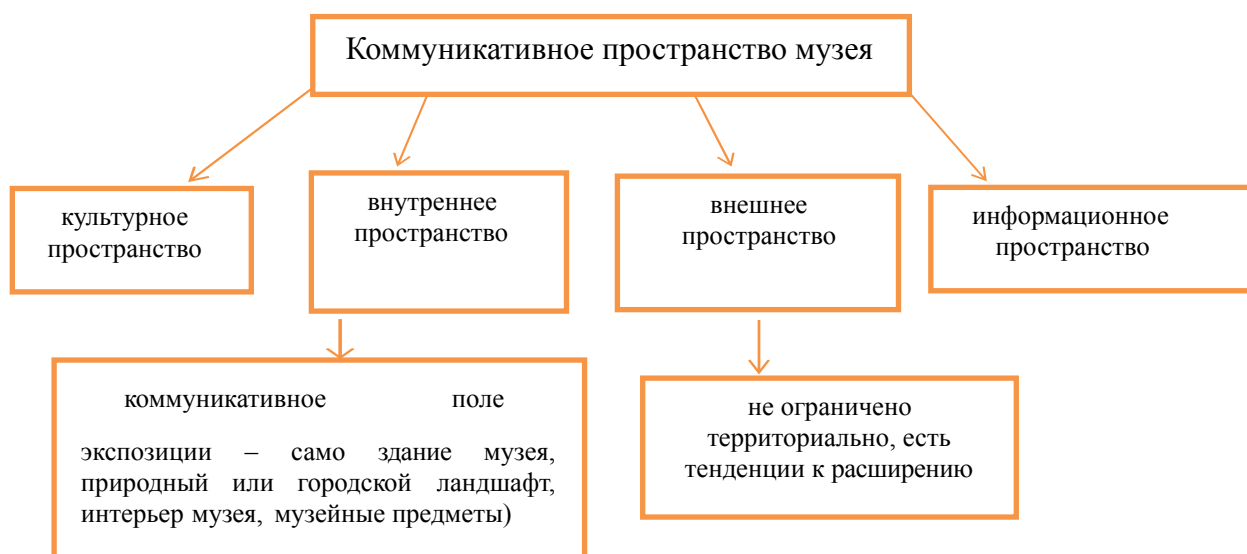 Коммуникативное пространство музея
культурное
пространство
внутреннее
пространство
внешнее
пространство
информационное
пространство
коммуникативное поле
экспозиции – само здание музея,
природный или городской ландшафт,
интерьер музея, музейные предметы)
не ограничено
территориально, есть
тенденции к расширению